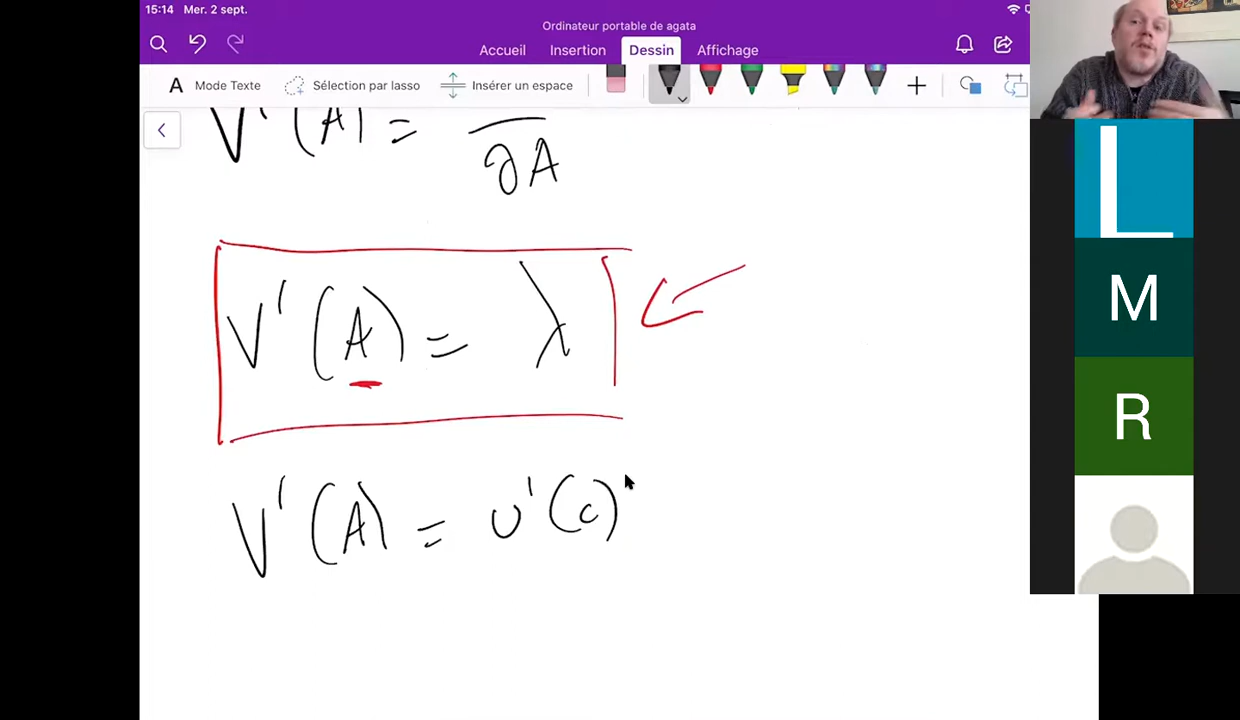 15:14 Mer. 2 sept.
Ordinateur portable de agata
Accueil Insertion Dessin Affichage
A Mode Texte Sélection par lasso Insérer un espace
V'(A) = ∂A
V'(A) = λ
V'(A) = U'(c)
L
M
R